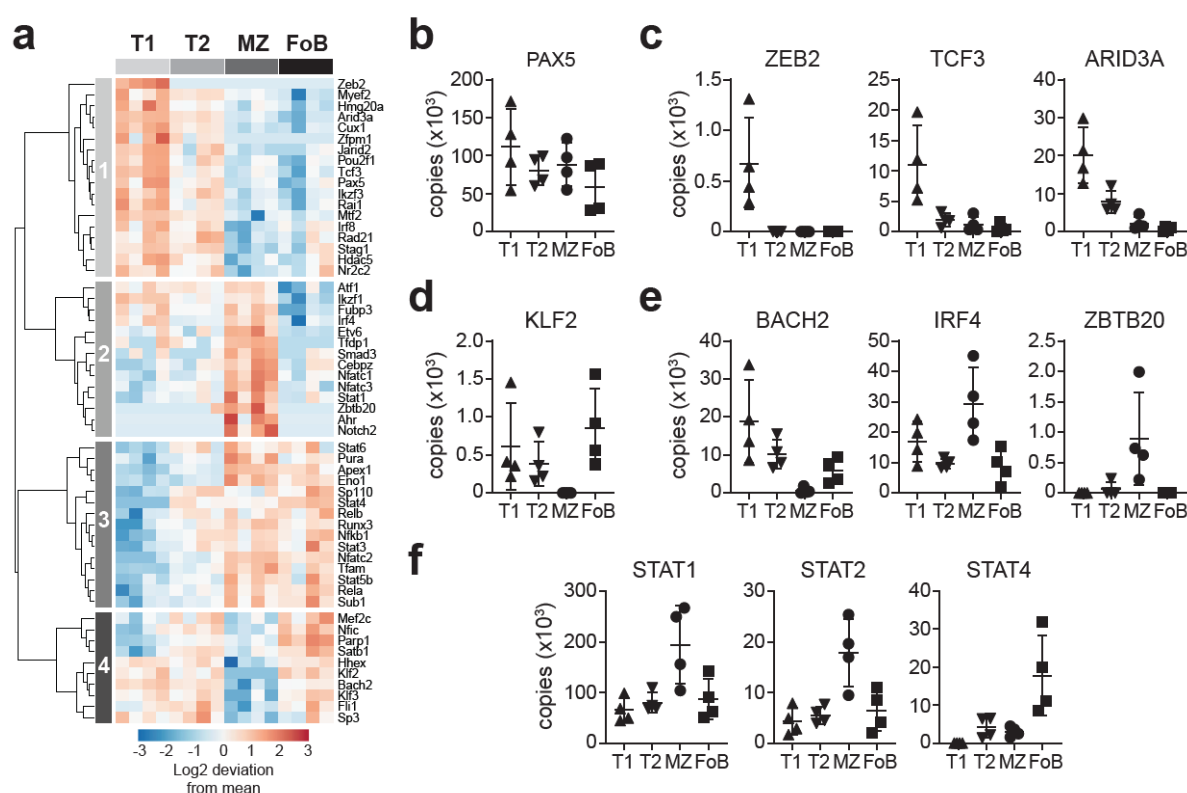 a
T1 T2 MZ FoB
1
Zeb2
Myef2
Hmg20a
Arid3a
Cux1
Zfpm1
Jarid2
Pou2f1
Tcf3
Pax5
Ikzf3
Rai1
Mtf2
Irf8
Rad21
Stag1
Hdac5
Nr2c2
2
Atf1
Ikzf1
Fubp3
Irf4
Etv6
Tfdp1
Smad3
Cebpz
Nfatc1
Nfatc3
Stat1
Zbtb20
Ahr
Notch2
3
Stat6
Pura
Apex1
Eno1
Sp110
Stat4
Relb
Runx3
Nfkb1
Stat3
Nfatc2
Tfam
Stat5b
Rela
Sub1
4
Mef2c
Nfic
Parp1
Satb1
Hhex
Klf2
Bach2
Klf3
Fli1
Sp3
-3 -1 0 1 3
Log2 deviation
from mean
b
PAX5
copies (x10³)
200
150
100
50
0
T1 T2 MZ FoB
c
ZEB2
copies (x10³)
1.5
1.0
0.5
0
T1 T2 MZ FoB
TCF3
25
20
15
10
5
0
T1 T2 MZ FoB
ARID3A
40
30
20
10
0
T1 T2 MZ FoB
d
KLF2
copies (x10³)
2.0
1.5
1.0
0.5
0
T1 T2 MZ FoB
e
BACH2
copies (x10³)
40
30
20
10
0
T1 T2 MZ FoB
IRF4
50
40
30
20
10
0
T1 T2 MZ FoB
ZBTB20
2.5
2.0
1.5
1.0
0.5
0
T1 T2 MZ FoB
f
STAT1
copies (x10³)
300
200
100
0
T1 T2 MZ FoB
STAT2
30
20
10
0
T1 T2 MZ FoB
STAT4
40
30
20
10
0
T1 T2 MZ FoB